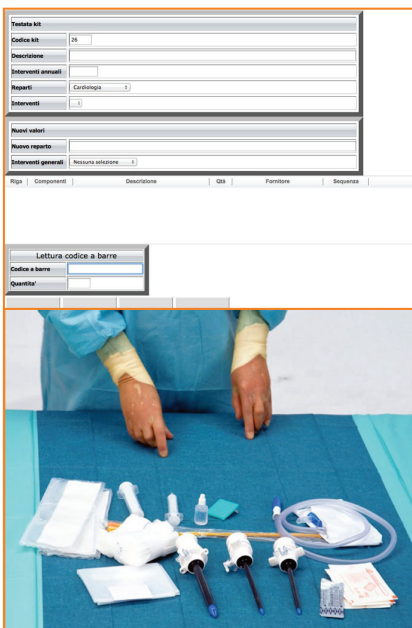 Testata kit
Codice kit 26
Descrizione
Interventi annuali
Reparti Cardiologia
Interventi
Nuovi valori
Nuovo reparto
Interventi generali Nessuna selezione
Riga Componenti Descrizione Qtà Fornitore Sequenza
Lettura codice a barre
Codice a barre
Quantita'